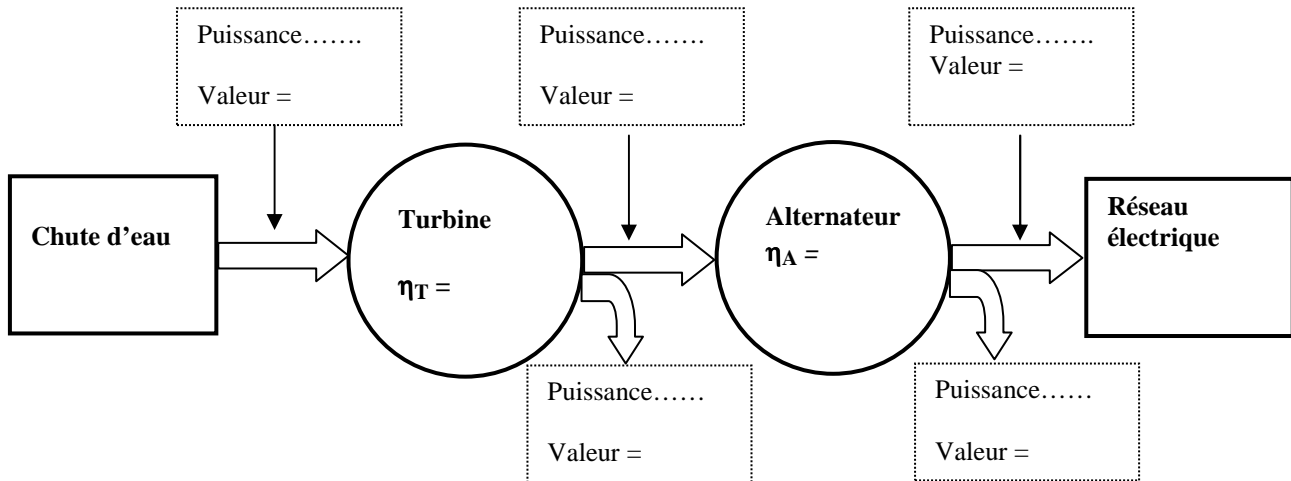 Puissance…….
Valeur =
Puissance…….
Valeur =
Puissance…….
Valeur =
Chute d’eau
Turbine
ηT =
Alternateur
ηA =
Réseau
électrique
Puissance……
Valeur =
Puissance……
Valeur =